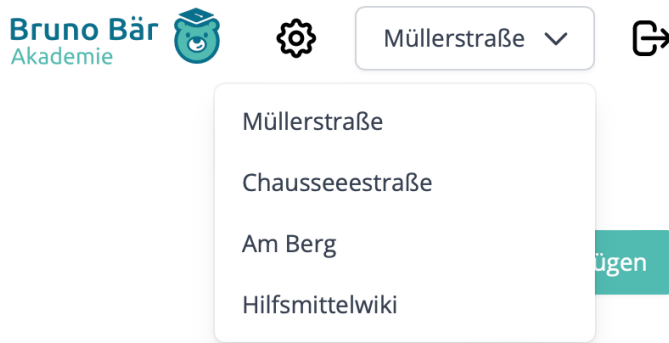 Bruno Bär
Akademie
Müllerstraße
Müllerstraße
Chausseeestraße
Am Berg
ügen
Hilfsmittelwiki